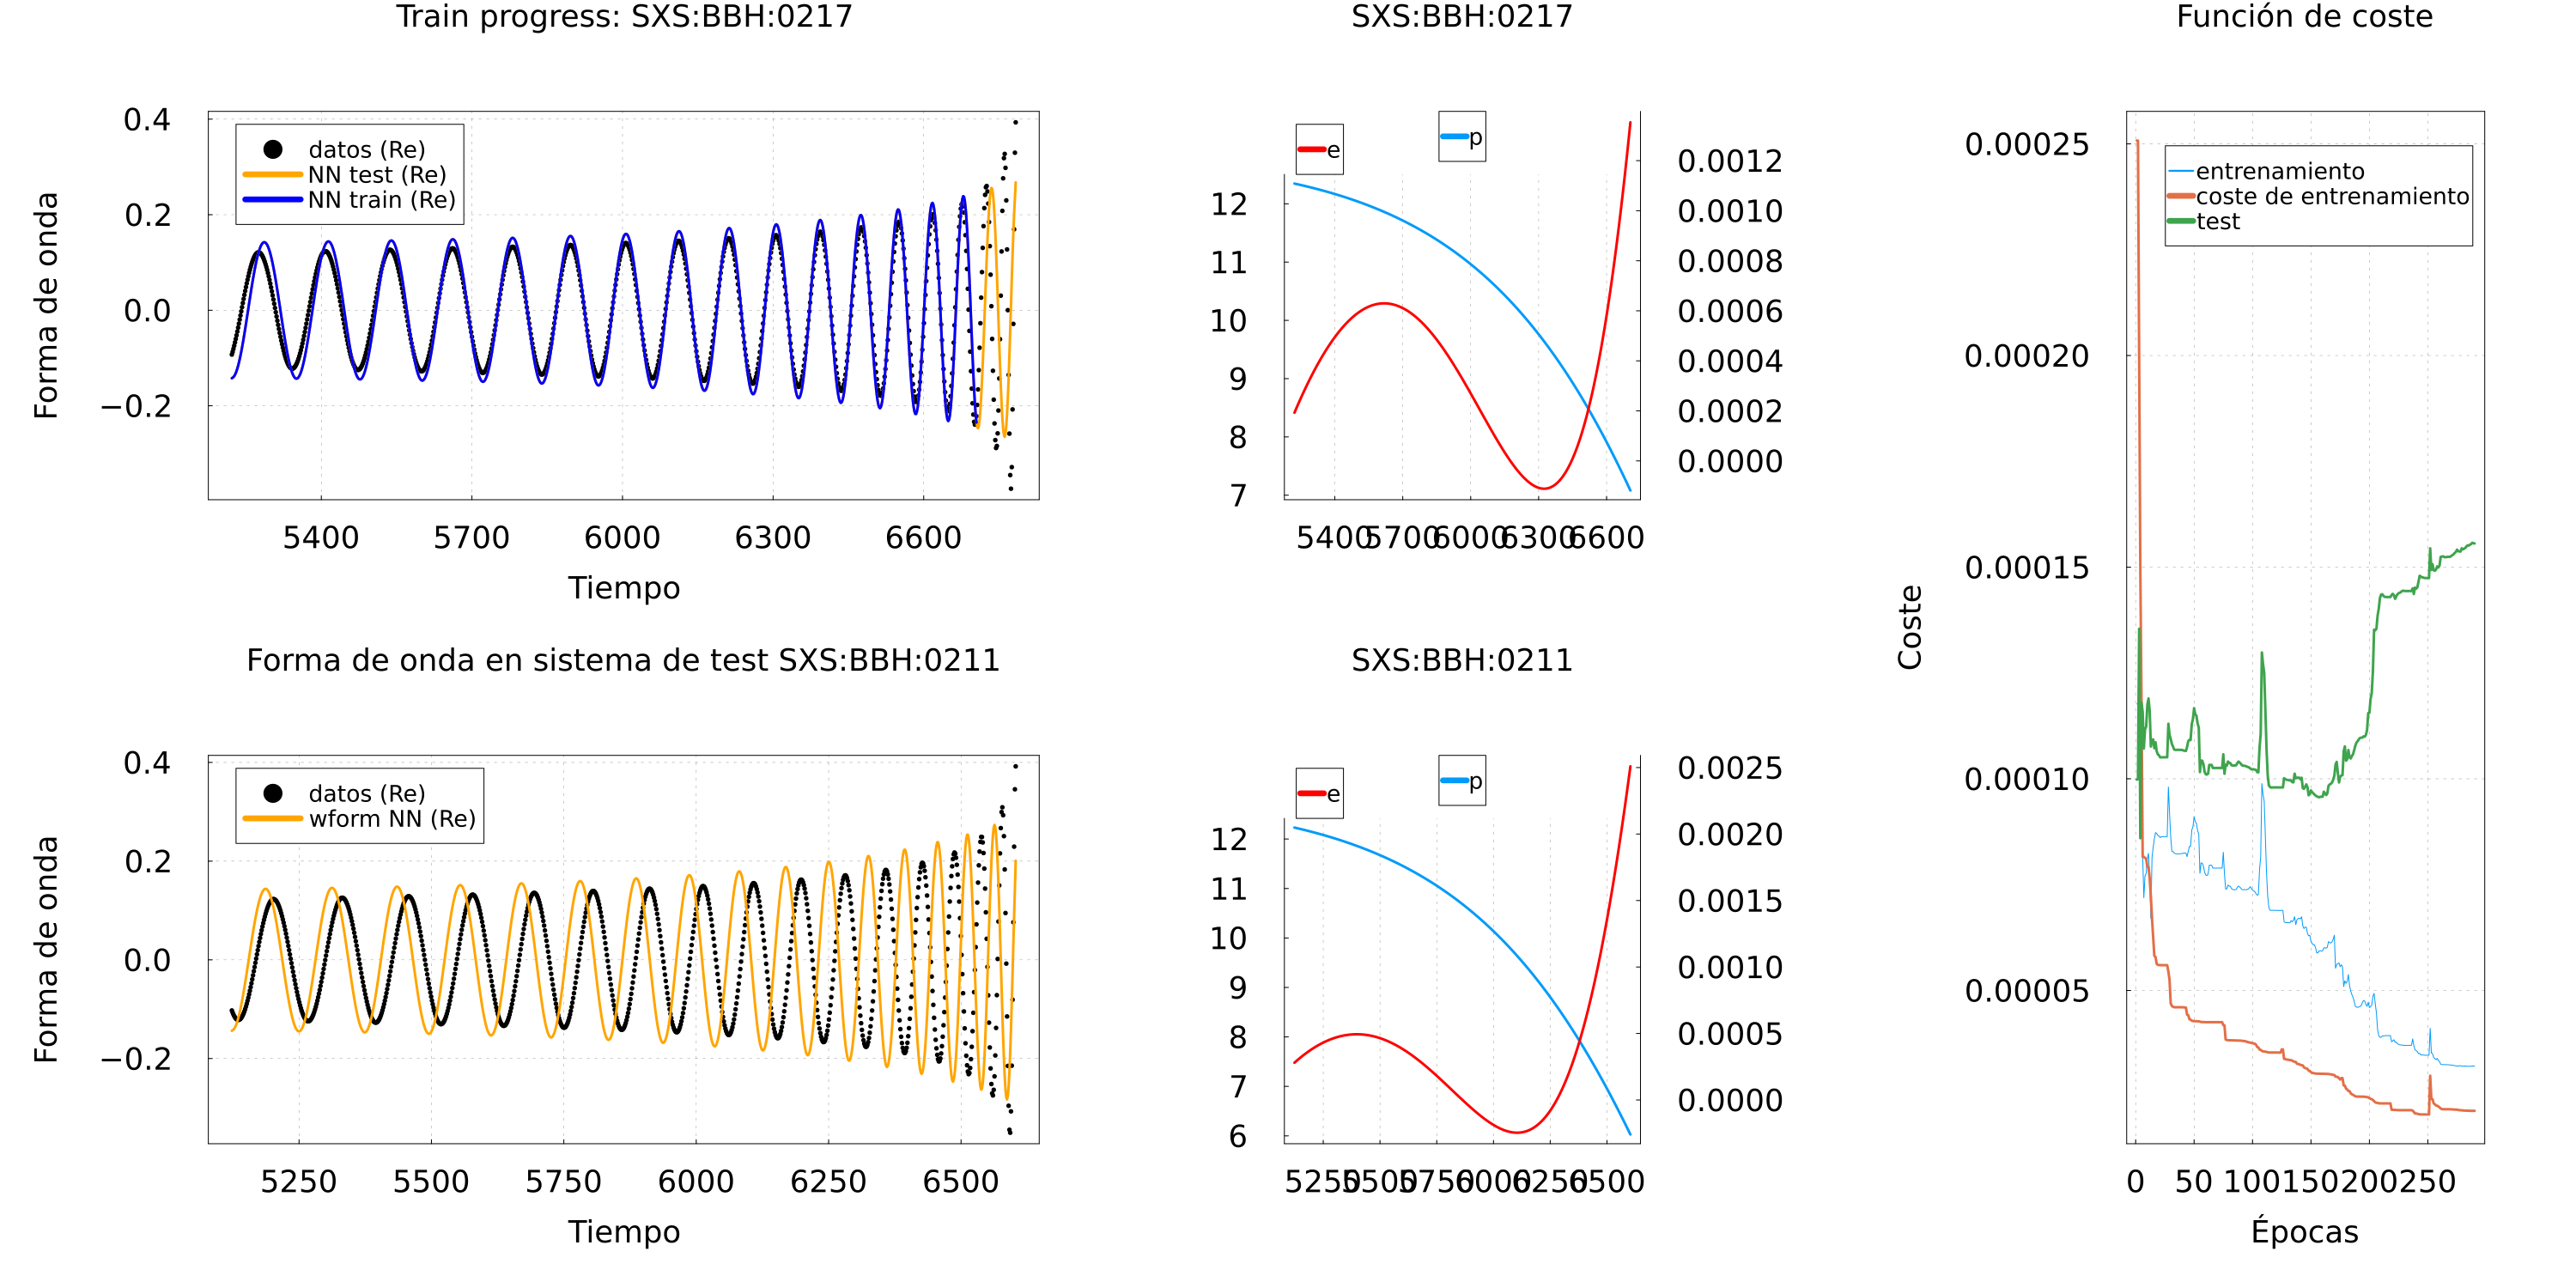 Train progress: SXS:BBH:0217
0.4
0.2
0.0
−0.2
Forma de onda
datos (Re)
NN test (Re)
NN train (Re)
5400 5700 6000 6300 6600
Tiempo
SXS:BBH:0217
e
p
12
11
10
9
8
7
0.0012
0.0010
0.0008
0.0006
0.0004
0.0002
0.0000
5400 5700 6000 6300 6600
Forma de onda en sistema de test SXS:BBH:0211
0.4
0.2
0.0
−0.2
Forma de onda
datos (Re)
wform NN (Re)
5250 5500 5750 6000 6250 6500
Tiempo
SXS:BBH:0211
e
p
12
11
10
9
8
7
6
0.0025
0.0020
0.0015
0.0010
0.0005
0.0000
5250 5500 5750 6000 6250 6500
Función de coste
0.00025
0.00020
0.00015
0.00010
0.00005
Coste
entrenamiento
coste de entrenamiento
test
0 50 100 150 200 250
Épocas